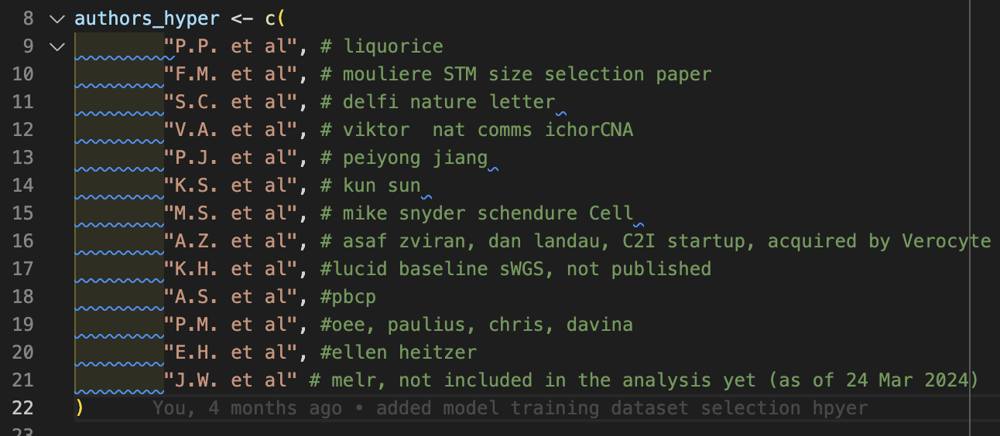 8 authors_hyper <- c(
9 "P.P. et al", # liquorice
10 "F.M. et al", # mouliere STM size selection paper
11 "S.C. et al", # delfi nature letter
12 "V.A. et al", # viktor  nat comms ichorCNA
13 "P.J. et al", # peiyong jiang
14 "K.S. et al", # kun sun
15 "M.S. et al", # mike snyder schendure Cell
16 "A.Z. et al", # asaf zviran, dan landau, C2I startup, acquired by Verocyte
17 "K.H. et al", #lucid baseline sWGS, not published
18 "A.S. et al", #pbcp
19 "P.M. et al", #oee, paulius, chris, davina
20 "E.H. et al", #ellen heitzer
21 "J.W. et al" # melr, not included in the analysis yet (as of 24 Mar 2024)
22 ) You, 4 months ago • added model training dataset selection hpyer
23